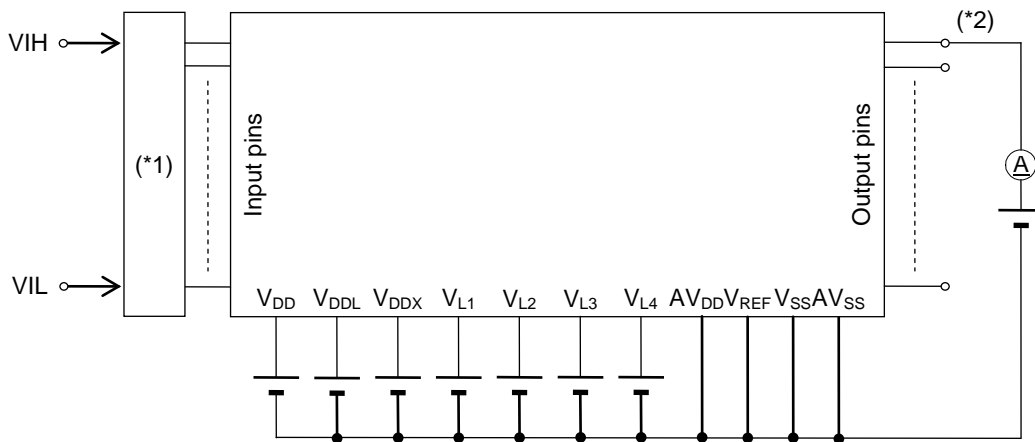 (*2)
VIH
(*1)
Input pins
Output pins
A
VIL
VDD VDDL VDDX VL1 VL2 VL3 VL4 AVDD VREF VSS AVSS